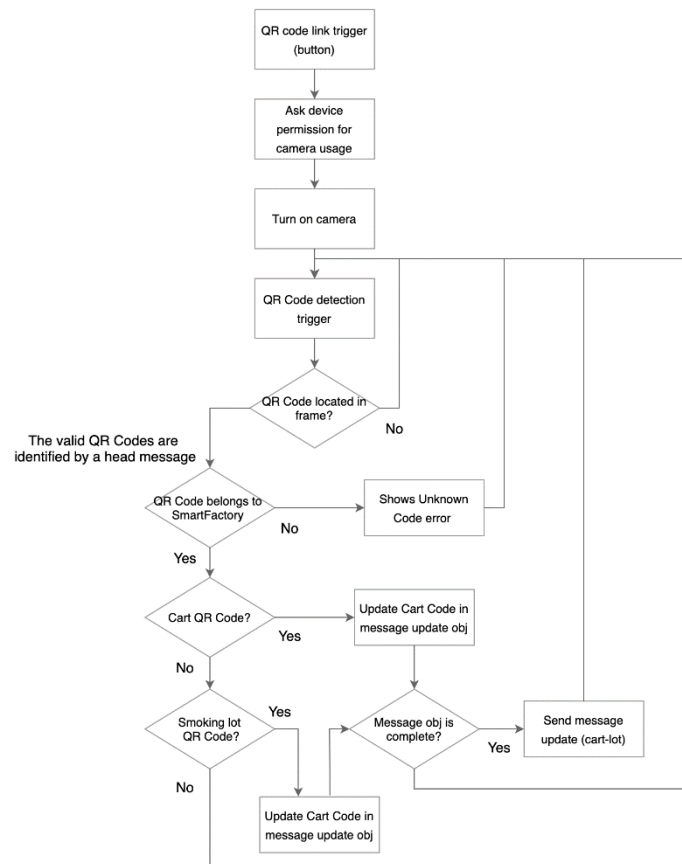 QR code link trigger
(button)
Ask device
permission for
camera usage
Turn on camera
QR Code detection
trigger
QR Code located in
frame?
No
The valid QR Codes are
identified by a head message
QR Code belongs to
SmartFactory
No
Shows Unknown
Code error
Yes
Cart QR Code?
Yes
Update Cart Code in
message update obj
No
Smoking lot
QR Code?
Yes
Message obj is
complete?
Yes
Send message
update (cart-lot)
No
Update Cart Code in
message update obj